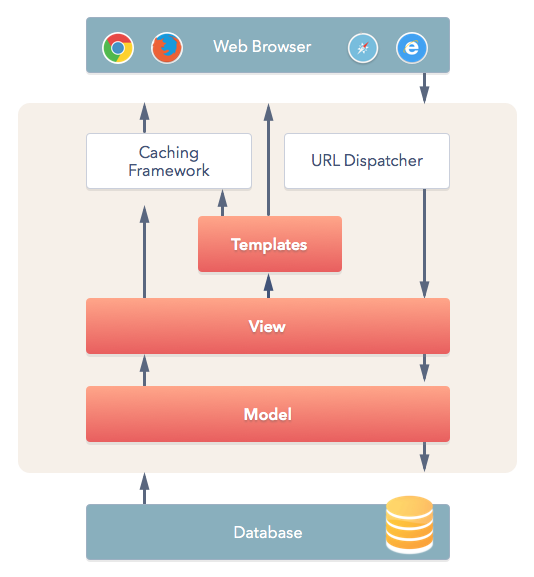 Web Browser
Caching
Framework
URL Dispatcher
Templates
View
Model
Database